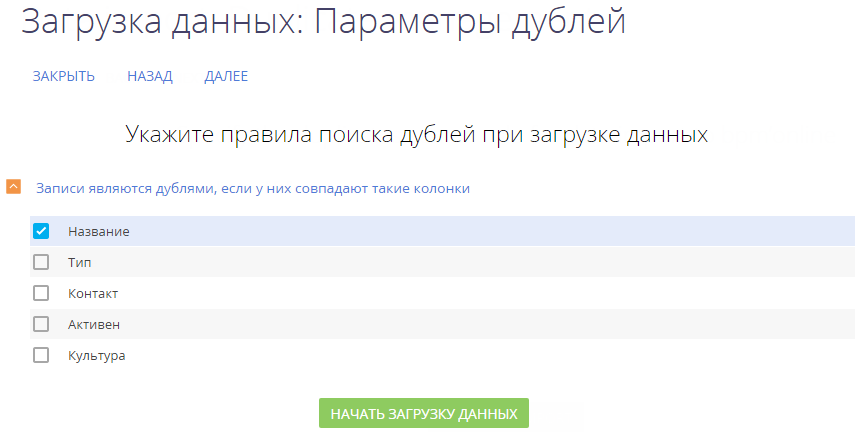 Загрузка данных: Параметры дублей
ЗАКРЫТЬ НАЗАД ДАЛЕЕ
Укажите правила поиска дублей при загрузке данных
Записи являются дублями, если у них совпадают такие колонки
Название
Тип
Контакт
Активен
Культура
НАЧАТЬ ЗАГРУЗКУ ДАННЫХ